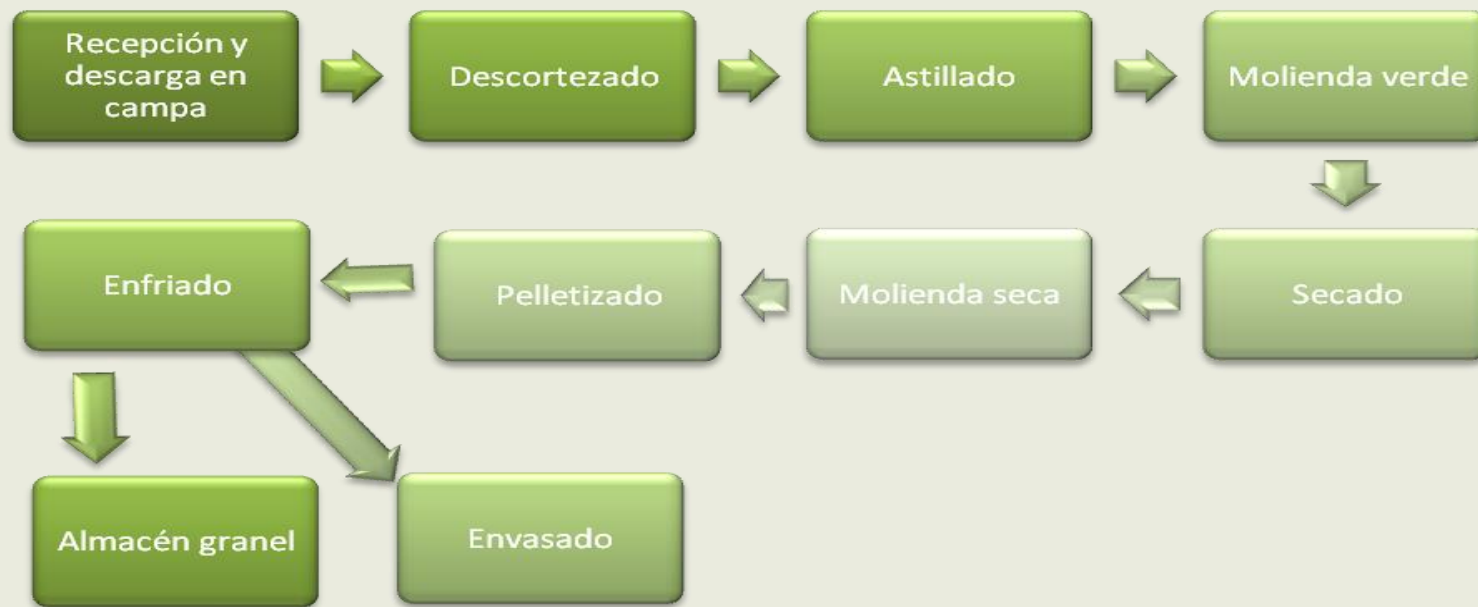 Recepción y
descarga en
campa
Descortezado
Astillado
Molienda verde
Enfriado
Pelletizado
Molienda seca
Secado
Almacén granel
Envasado